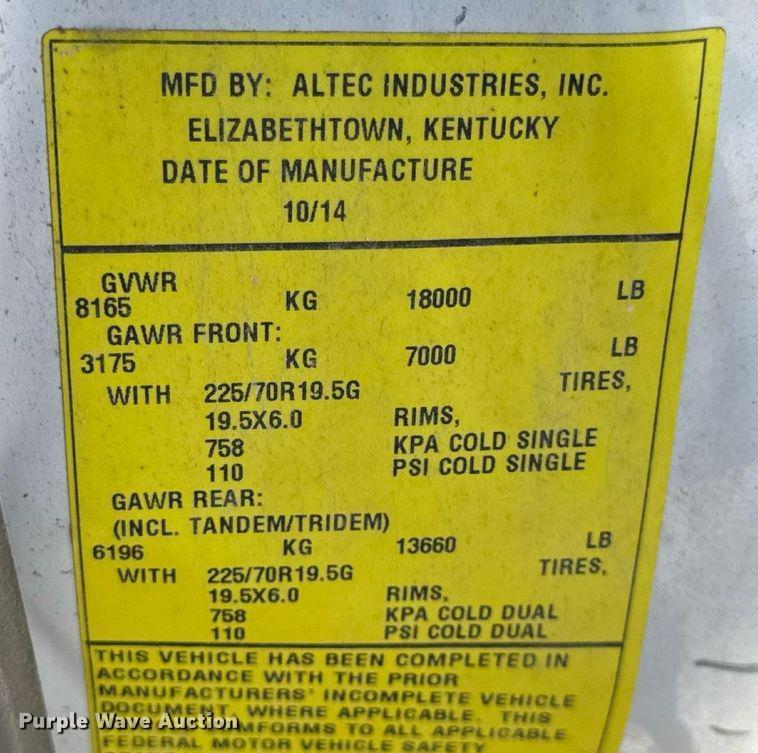 MFD BY: ALTEC INDUSTRIES, INC.
ELIZABETHTOWN, KENTUCKY
DATE OF MANUFACTURE
10/14
GVWR
8165 KG 18000 LB
GAWR FRONT:
3175 KG 7000 LB
WITH 225/70R19.5G TIRES,
19.5X6.0 RIMS,
758 KPA COLD SINGLE
110 PSI COLD SINGLE
GAWR REAR:
(INCL. TANDEM/TRIDEM)
6196 KG 13660 LB
WITH 225/70R19.5G TIRES,
19.5X6.0 RIMS,
758 KPA COLD DUAL
110 PSI COLD DUAL
THIS VEHICLE HAS BEEN COMPLETED IN
ACCORDANCE WITH THE PRIOR
MANUFACTURERS' INCOMPLETE VEHICLE
DOCUMENT, WHERE APPLICABLE. THIS
MFORMS TO ALL APPLICABLE
FEDERAL MOTOR VEHICLE SAFETY
Purple Wave Auction